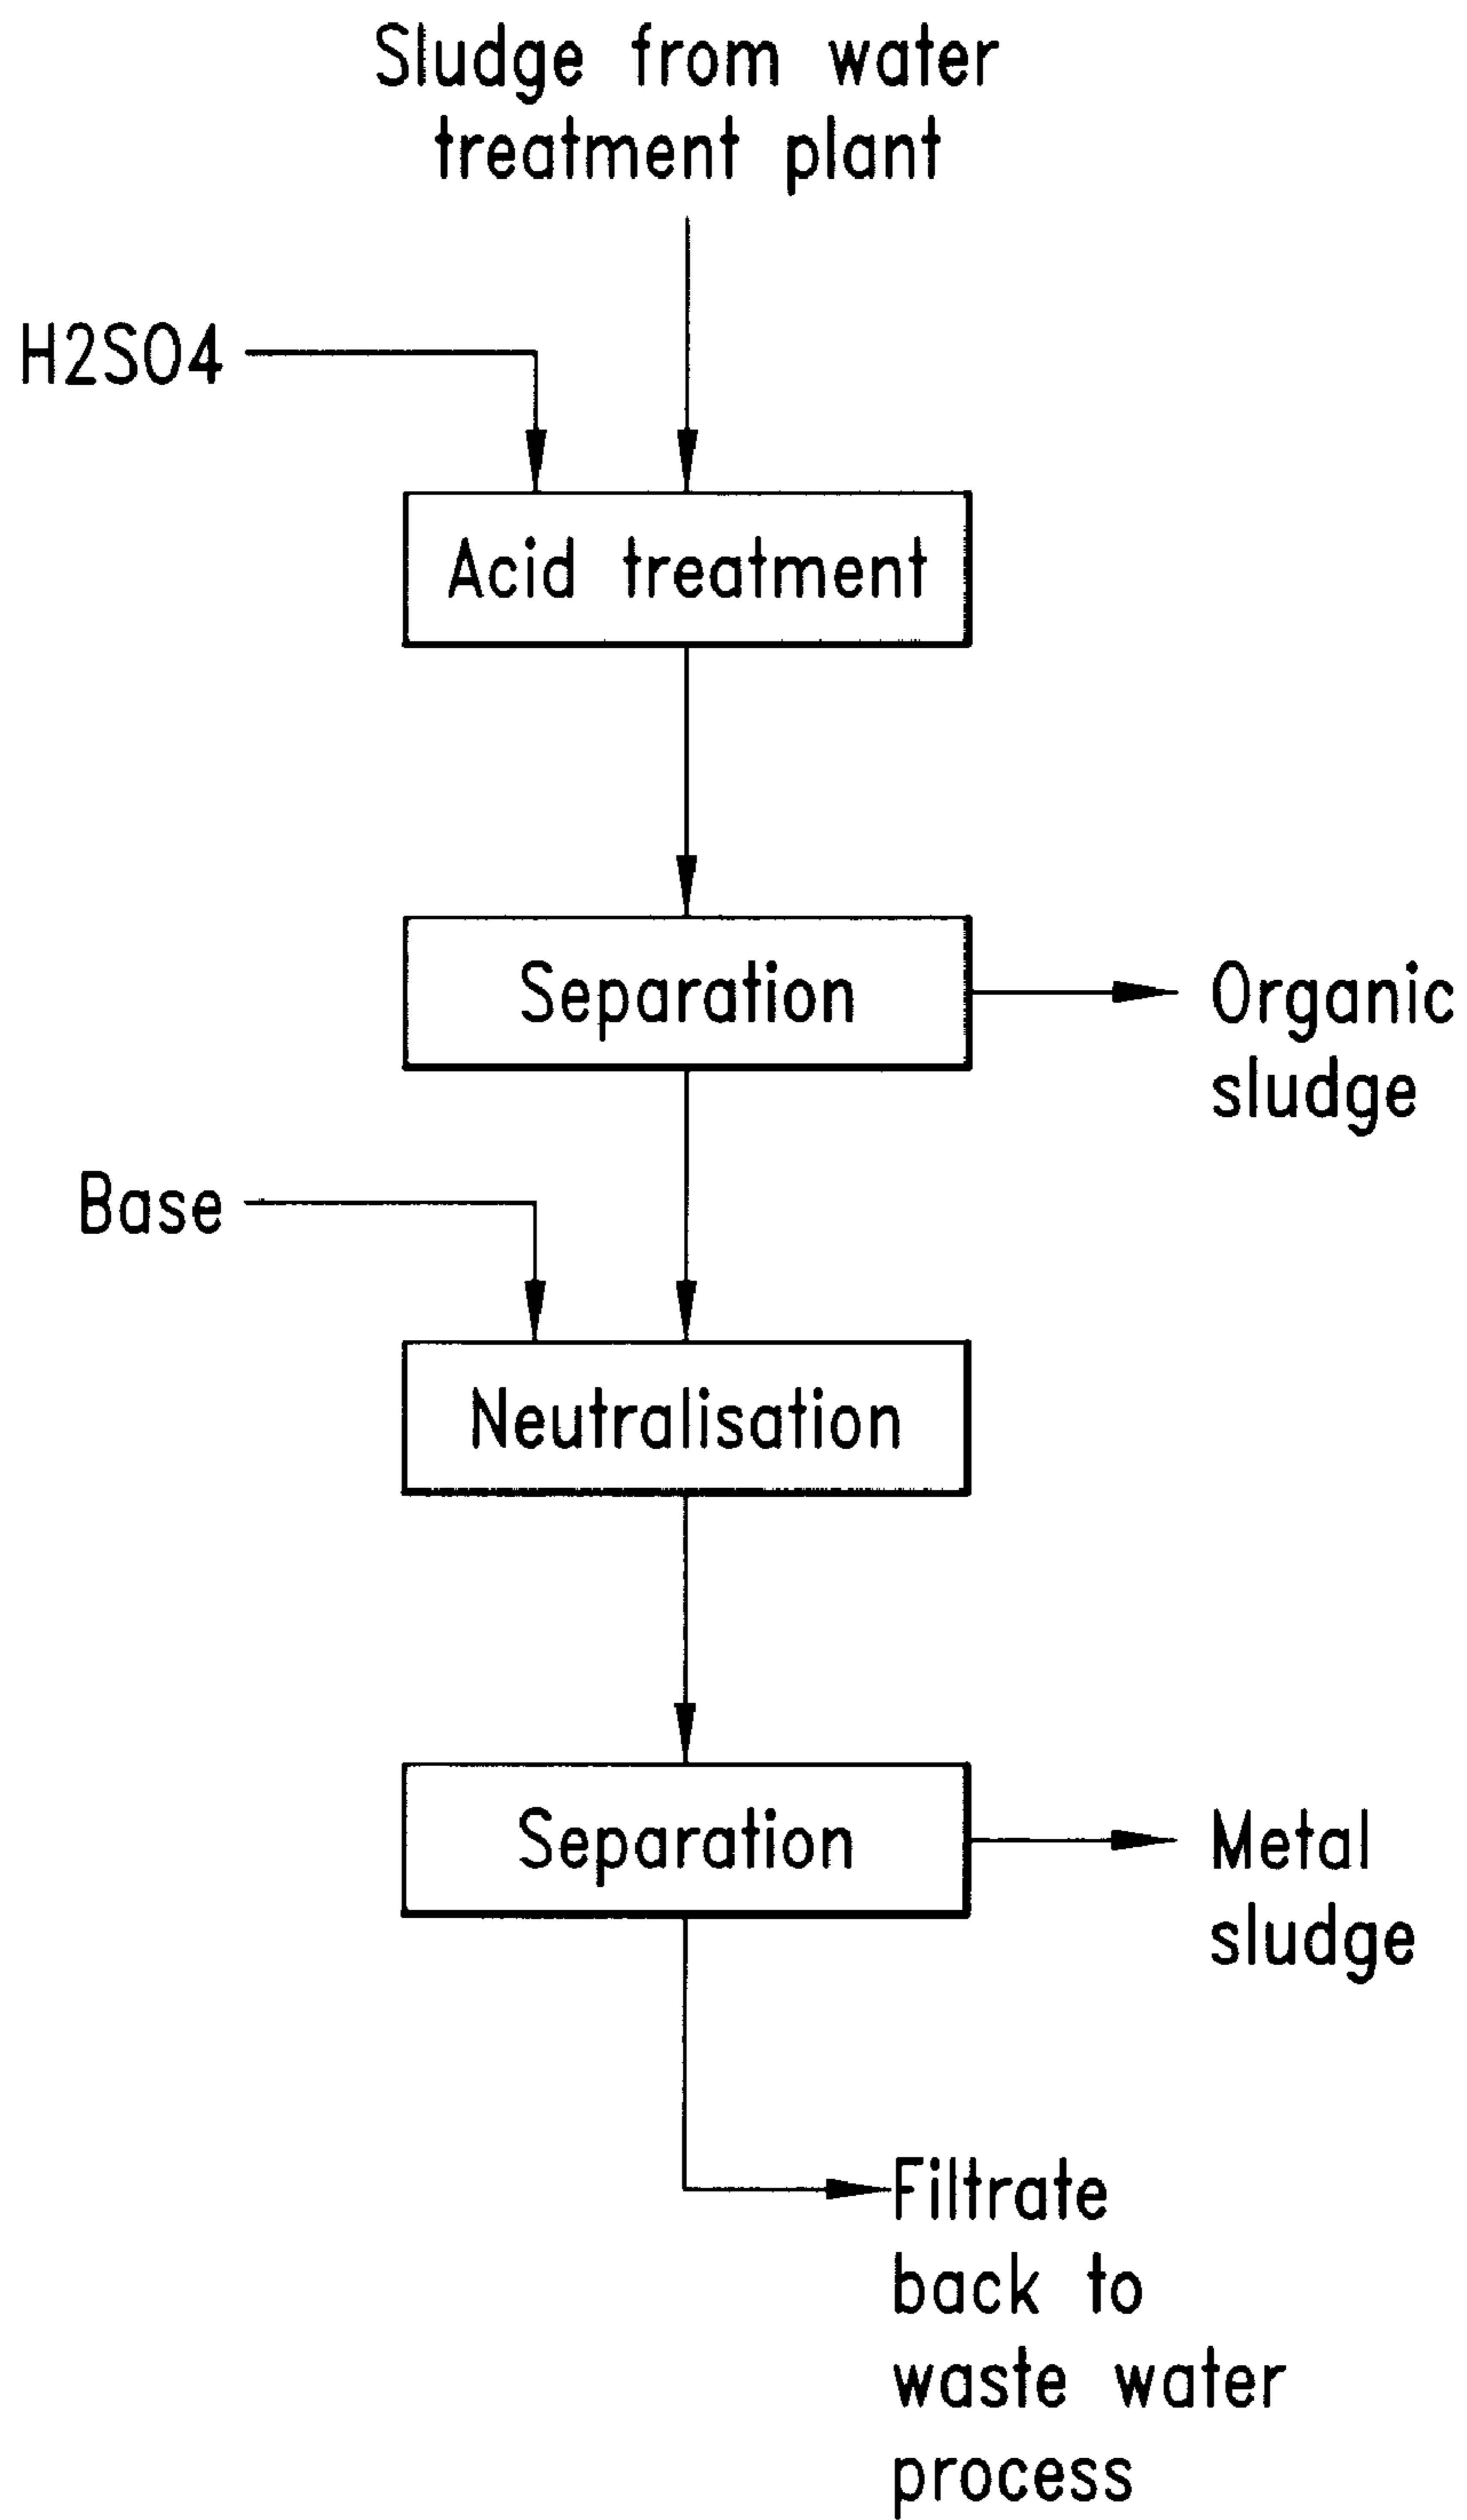 Sludge from water
treatment plant
H2SO4
Acid treatment
Separation
Organic
sludge
Base
Neutralisation
Separation
Metal
sludge
Filtrate
back to
waste water
process